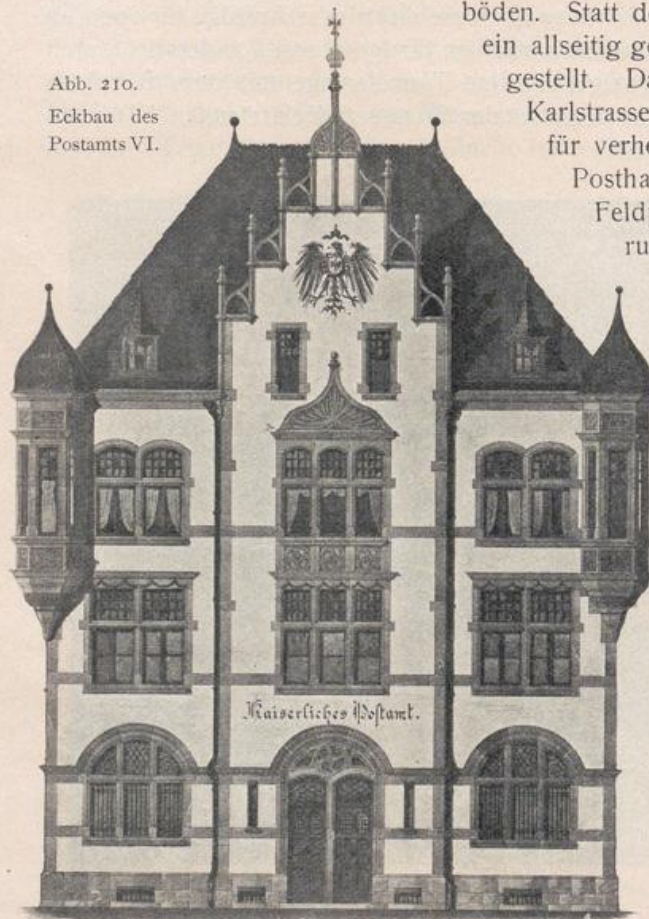 Abb. 210.
Eckbau des
Postamts VI.
böden. Statt de
ein allseitig ge
gestellt. Da
Karlstrasse
für verhe
Postha
Feld
ru
Kaiserliches Postamt.